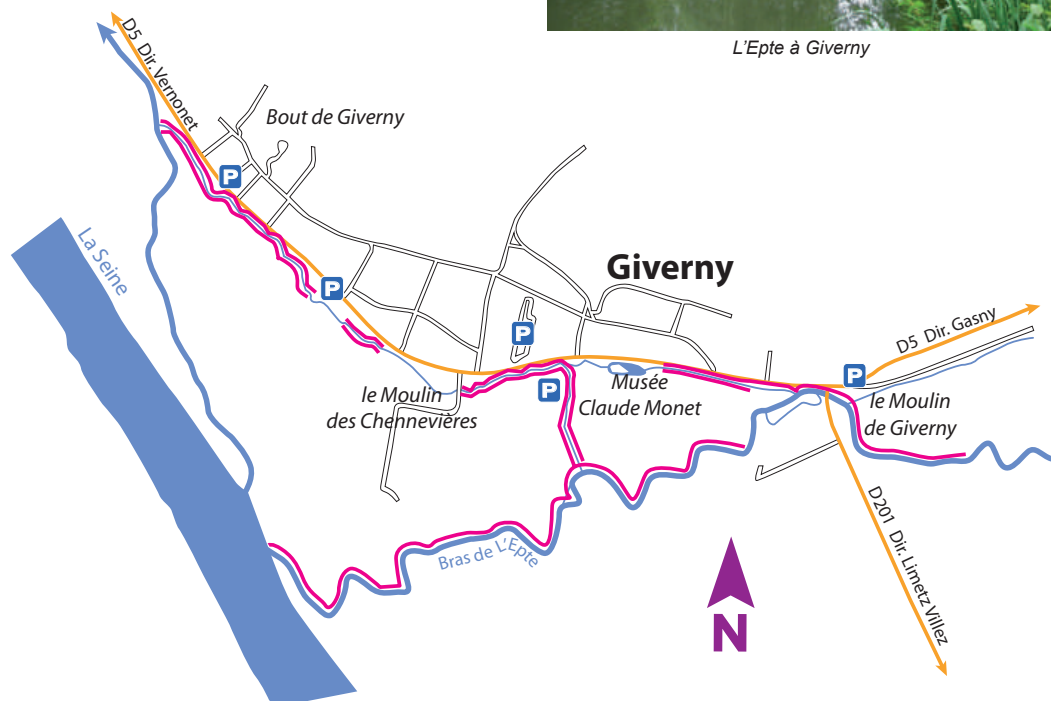 L'Epte à Giverny
D5 Dir. Vernonet
Bout de Giverny
P
La Seine
P
Giverny
P
D5 Dir. Gasny
P
Musée
Claude Monet
P
le Moulin
des Chennevières
le Moulin
de Giverny
D201 Dir. Limetz Villez
Bras de L'Epte
N